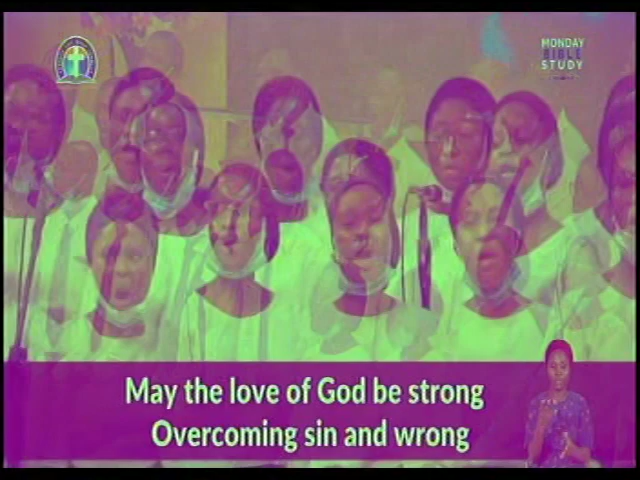 MONDAY
BIBLE
STUDY
May the love of God be strong
Overcoming sin and wrong